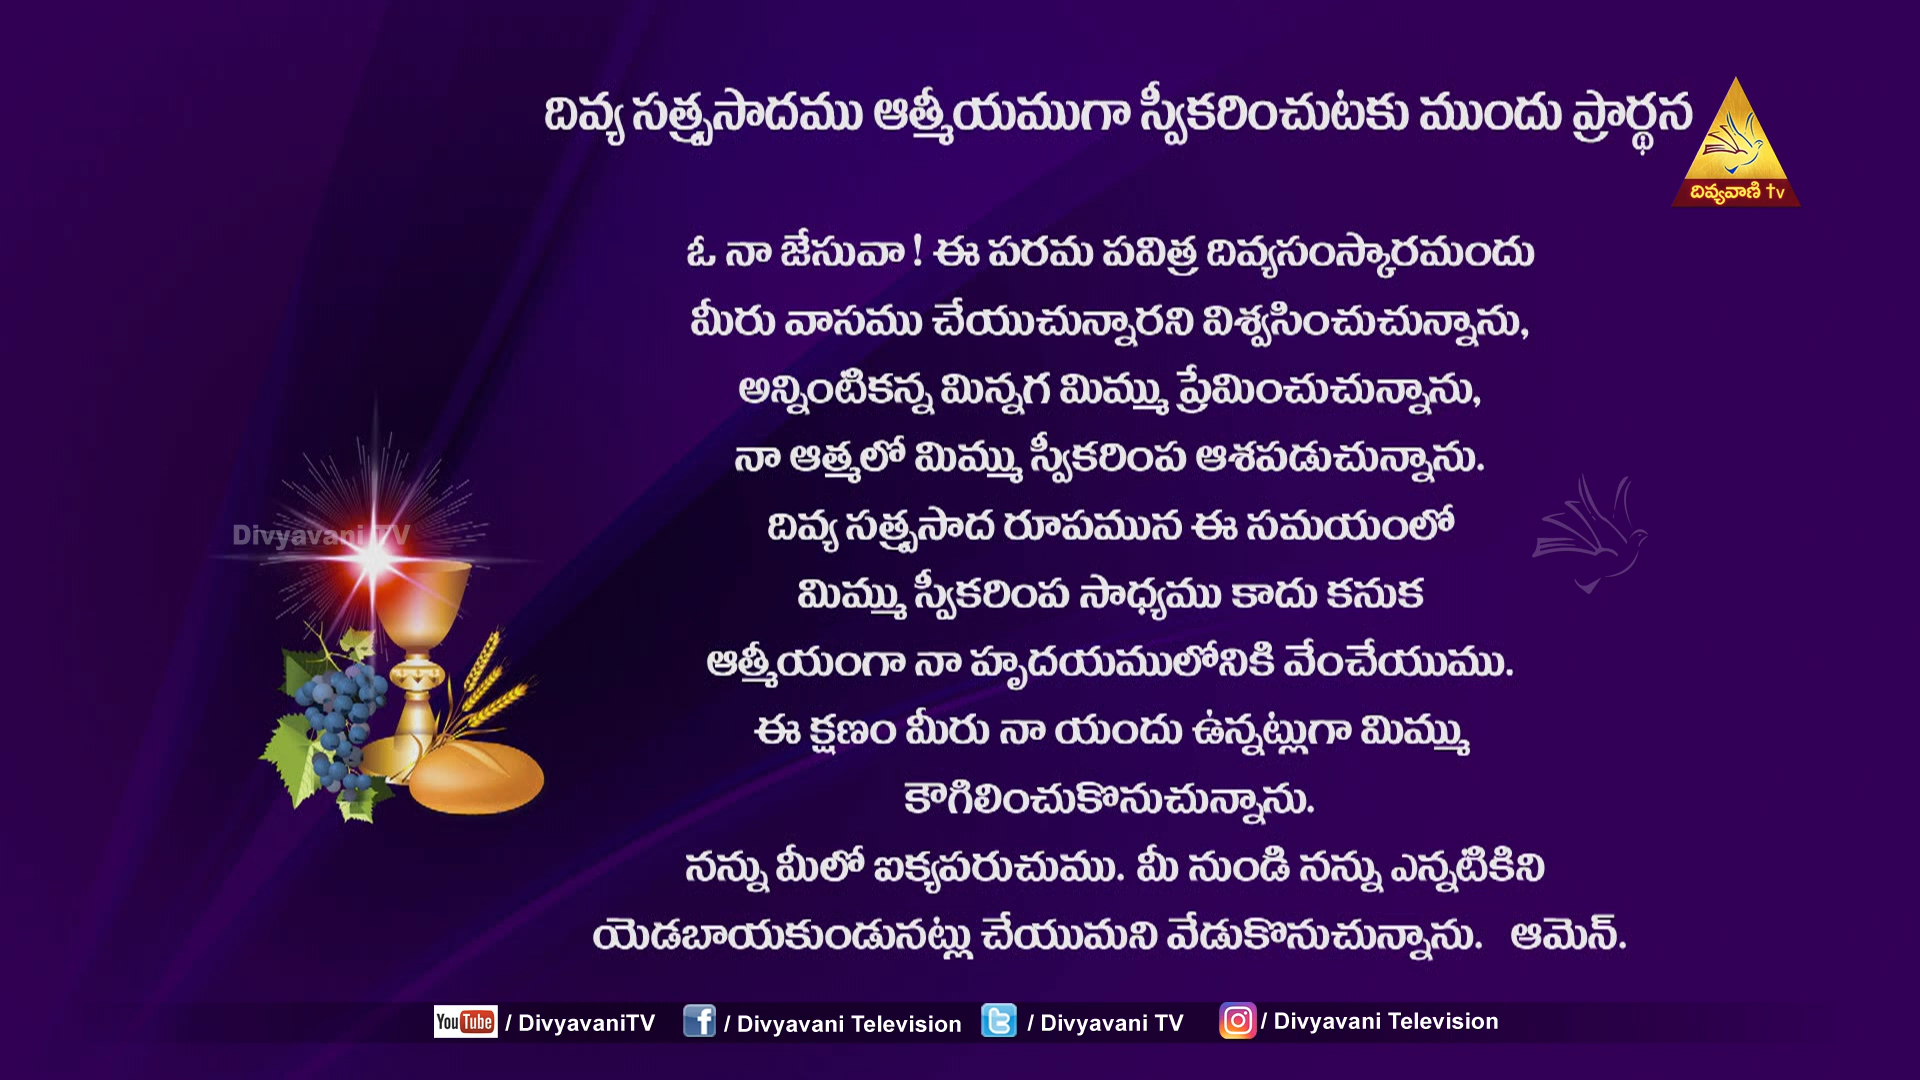 దివ్య సత్ప్రసాదము ఆత్మీయముగా స్వీకరించుటకు ముందు ప్రార్థన
దివ్యవాణి tv
ఓ నా జేసువా ! ఈ పరమ పవిత్ర దివ్యసంస్కారమందు
మీరు వాసము చేయుచున్నారని విశ్వసించుచున్నాను,
అన్నింటికన్న మిన్నగ మిమ్ము ప్రేమించుచున్నాను,
నా ఆత్మలో మిమ్ము స్వీకరింప ఆశపడుచున్నాను.
Divyavani TV
దివ్య సత్ప్రసాద రూపమున ఈ సమయంలో
మిమ్ము స్వీకరింప సాధ్యము కాదు కనుక
ఆత్మీయంగా నా హృదయములోనికి వేంచేయుము.
ఈ క్షణం మీరు నా యందు ఉన్నట్లుగా మిమ్ము
కౌగిలించుకొనుచున్నాను.
నన్ను మీలో ఐక్యపరుచుము. మీ నుండి నన్ను ఎన్నటికిని
యెడబాయకుండునట్లు చేయుమని వేడుకొనుచున్నాను. ఆమెన్.
YouTube / DivyavaniTV f / Divyavani Television / Divyavani TV / Divyavani Television